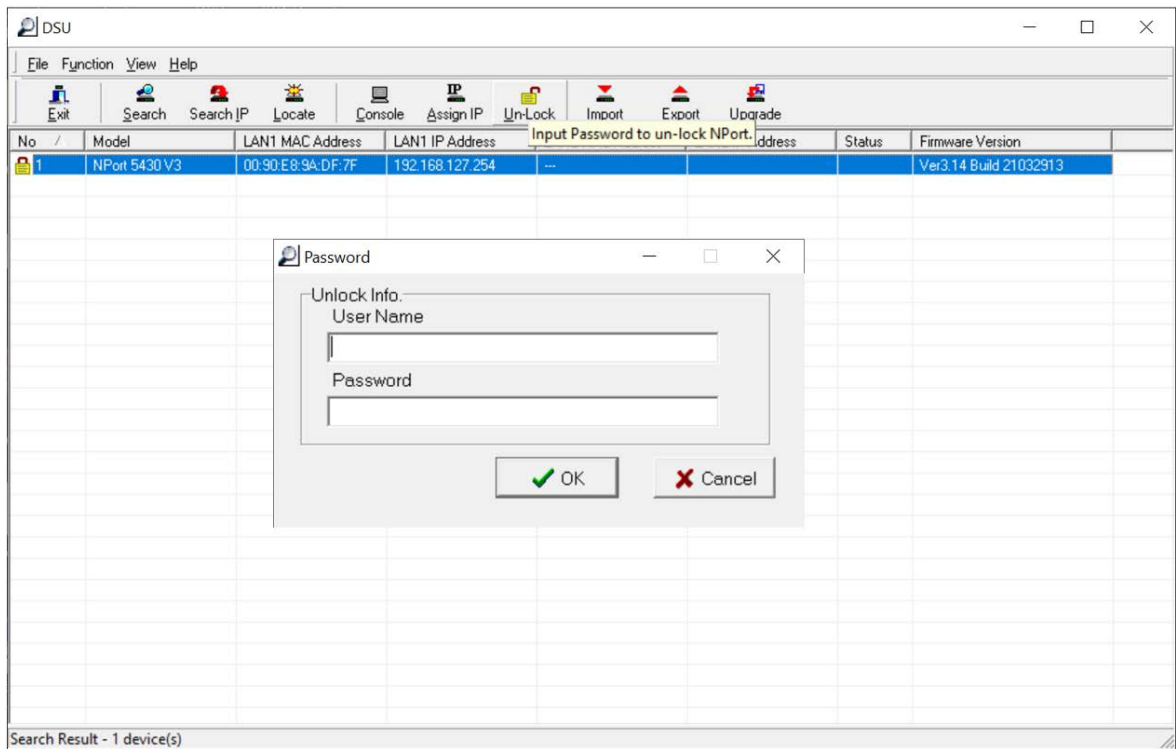 DSU
File Function View Help
Exit Search Search IP Locate Console Assign IP Un-Lock Import Export Upgrade
Input Password to un-lock NPort.
No Model LAN1 MAC Address LAN1 IP Address ddress Status Firmware Version
1 NPort 5430 V3 00:90:E8:9A:DF:7F 192.168.127.254 --- Ver3.14 Build 21032913
Password
Unlock Info.
User Name
Password
OK Cancel
Search Result - 1 device(s)